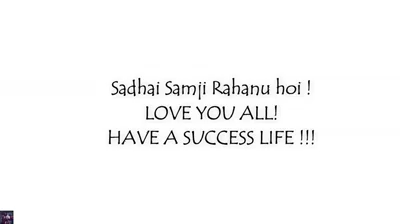 Sadhai Samji Rahanu hoi !
LOVE YOU ALL!
HAVE A SUCCESS LIFE !!!